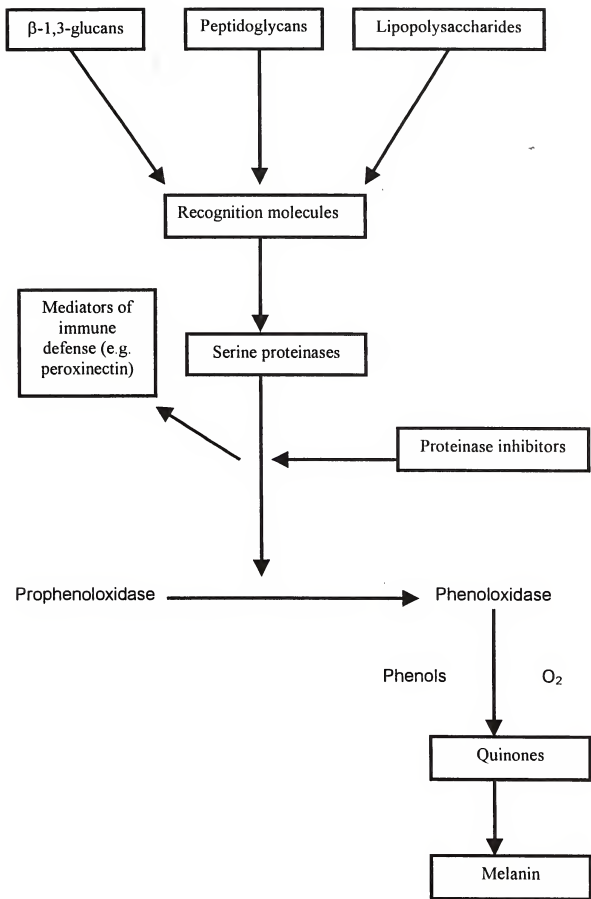 β-1,3-glucans
Peptidoglycans
Lipopolysaccharides
Recognition molecules
Mediators of
immune
defense (e.g.
peroxinectin)
Serine proteinases
Proteinase inhibitors
Prophenoloxidase
Phenoloxidase
Phenols
O₂
Quinones
Melanin